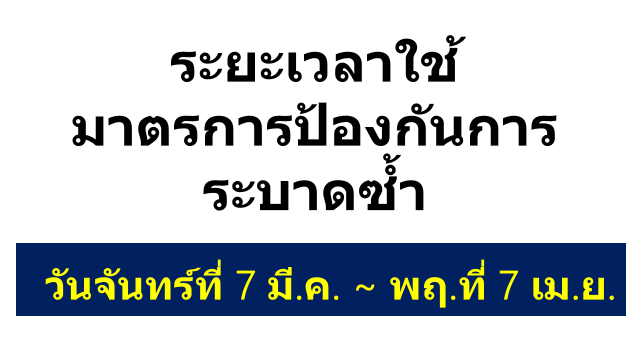 ระยะเวลาใช้
มาตรการป้องกันการ
ระบาดซ้ำ
วันจันทร์ที่ 7 มี.ค. ~ พฤ.ที่ 7 เม.ย.